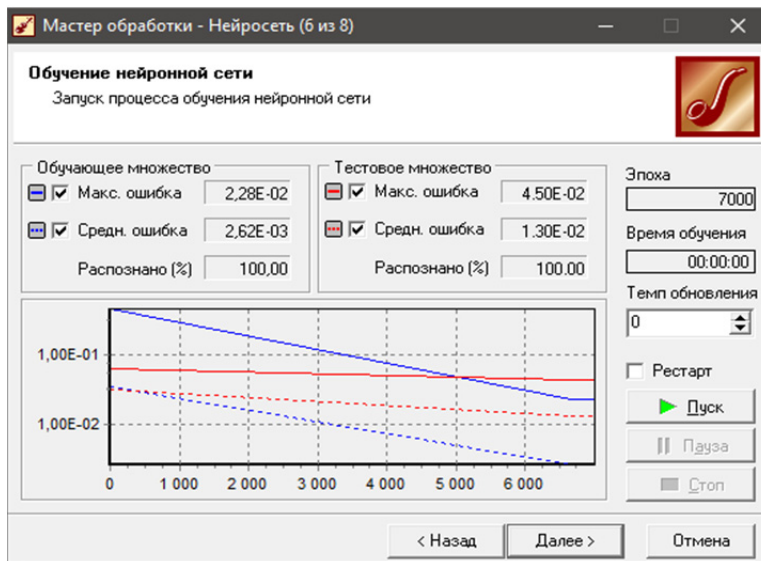 Мастер обработки - Нейросеть (6 из 8)
Обучение нейронной сети
Запуск процесса обучения нейронной сети
Обучающее множество
Макс. ошибка 2,28E-02
Средн. ошибка 2,62E-03
Распознано (%) 100,00
Тестовое множество
Макс. ошибка 4.50E-02
Средн. ошибка 1.30E-02
Распознано (%) 100.00
Эпоха
7000
Время обучения
00:00:00
Темп обновления
0
Рестарт
Пуск
Пауза
Стоп
1,00E-01
1,00E-02
0 1 000 2 000 3 000 4 000 5 000 6 000
< Назад Далее > Отмена